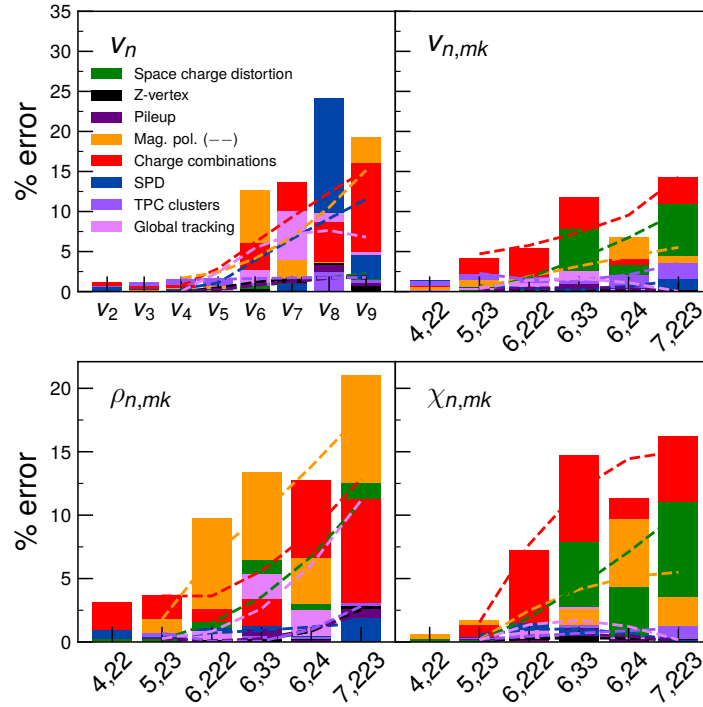 v_n
v_{n,mk}
Space charge distortion
Z-vertex
Pileup
Mag. pol. (−−)
Charge combinations
SPD
TPC clusters
Global tracking
% error
35
30
25
20
15
10
5
0
v_2 v_3 v_4 v_5 v_6 v_7 v_8 v_9
4,22 5,23 6,222 6,33 6,24 7,223
ρ_{n,mk}
χ_{n,mk}
% error
20
15
10
5
0
4,22 5,23 6,222 6,33 6,24 7,223
4,22 5,23 6,222 6,33 6,24 7,223